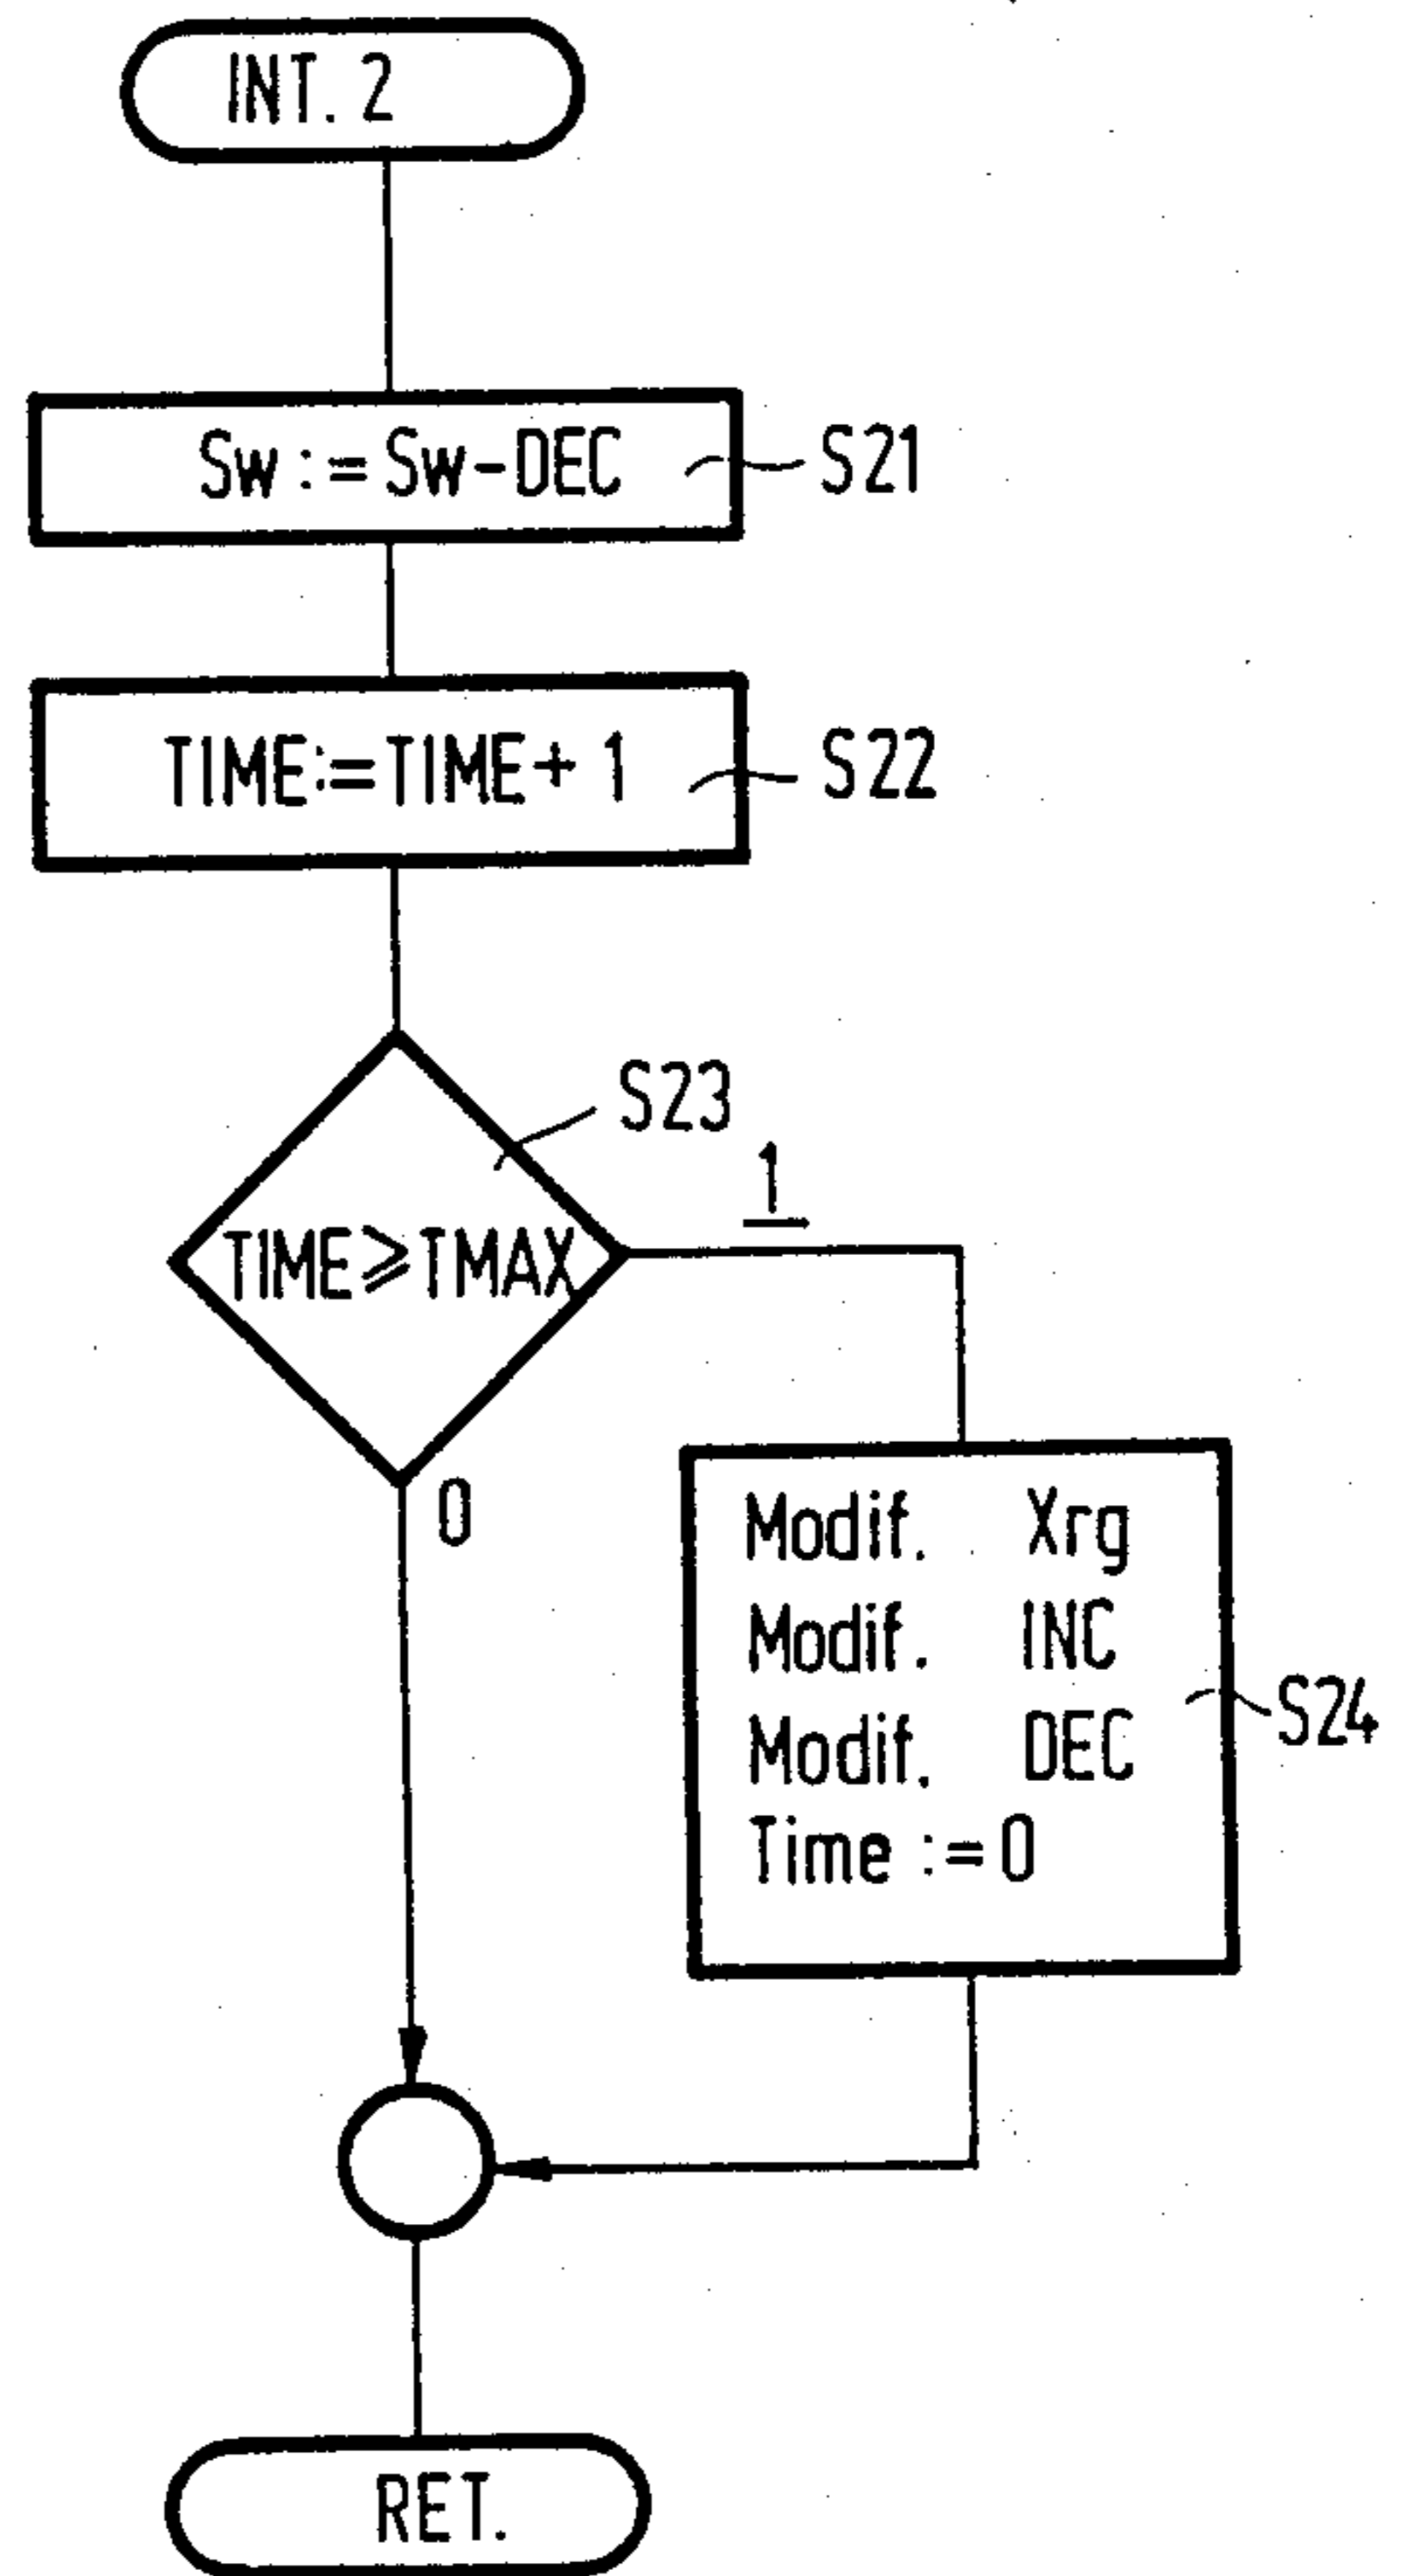 INT. 2
Sw := Sw-DEC
S21
TIME:=TIME+ 1
S22
S23
1
TIME⩾TMAX
0
Modif. Xrg
Modif. INC
Modif. DEC
Time := 0
S24
RET.